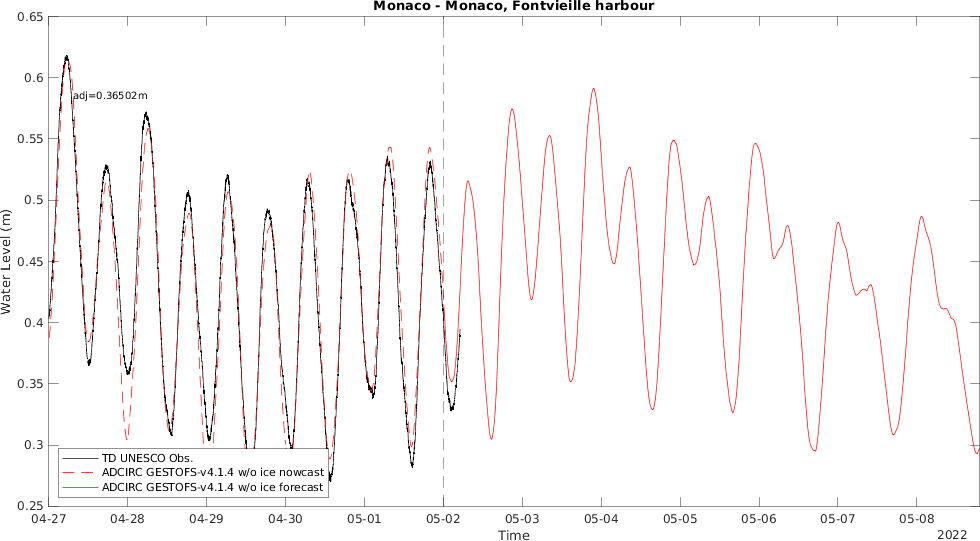 Monaco - Monaco, Fontvieille harbour
0.65
0.6
0.55
0.5
0.45
0.4
0.35
0.3
0.25
Water Level (m)
adj=0.36502m
TD UNESCO Obs.
ADCIRC GESTOFS-v4.1.4 w/o ice nowcast
ADCIRC GESTOFS-v4.1.4 w/o ice forecast
04-27 04-28 04-29 04-30 05-01 05-02 05-03 05-04 05-05 05-06 05-07 05-08
Time
2022